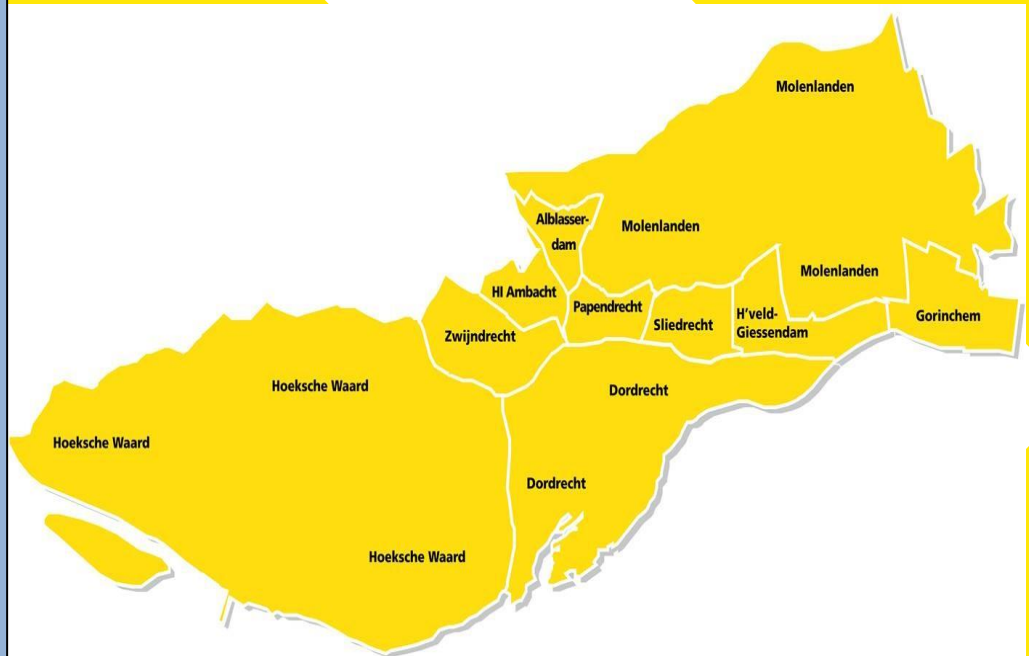 Molenlanden
Alblasser-
dam
Molenlanden
Molenlanden
HI Ambacht
Papendrecht
Sliedrecht
H'veld-
Giessendam
Gorinchem
Zwijndrecht
Hoeksche Waard
Dordrecht
Hoeksche Waard
Dordrecht
Hoeksche Waard